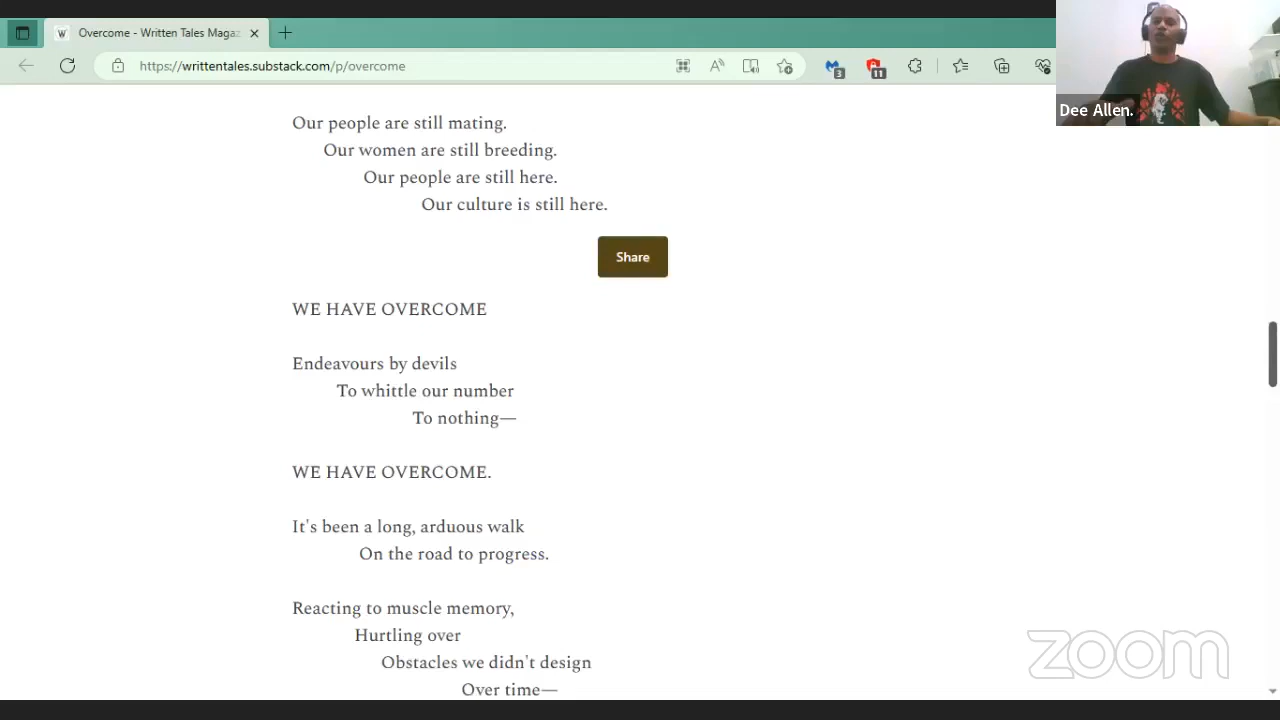 Overcome - Written Tales Magaz
https://writtentales.substack.com/p/overcome
3
11
Dee Allen.
Our people are still mating.
Our women are still breeding.
Our people are still here.
Our culture is still here.
Share
WE HAVE OVERCOME
Endeavours by devils
To whittle our number
To nothing—
WE HAVE OVERCOME.
It's been a long, arduous walk
On the road to progress.
Reacting to muscle memory,
Hurtling over
Obstacles we didn't design
Over time—
zoom